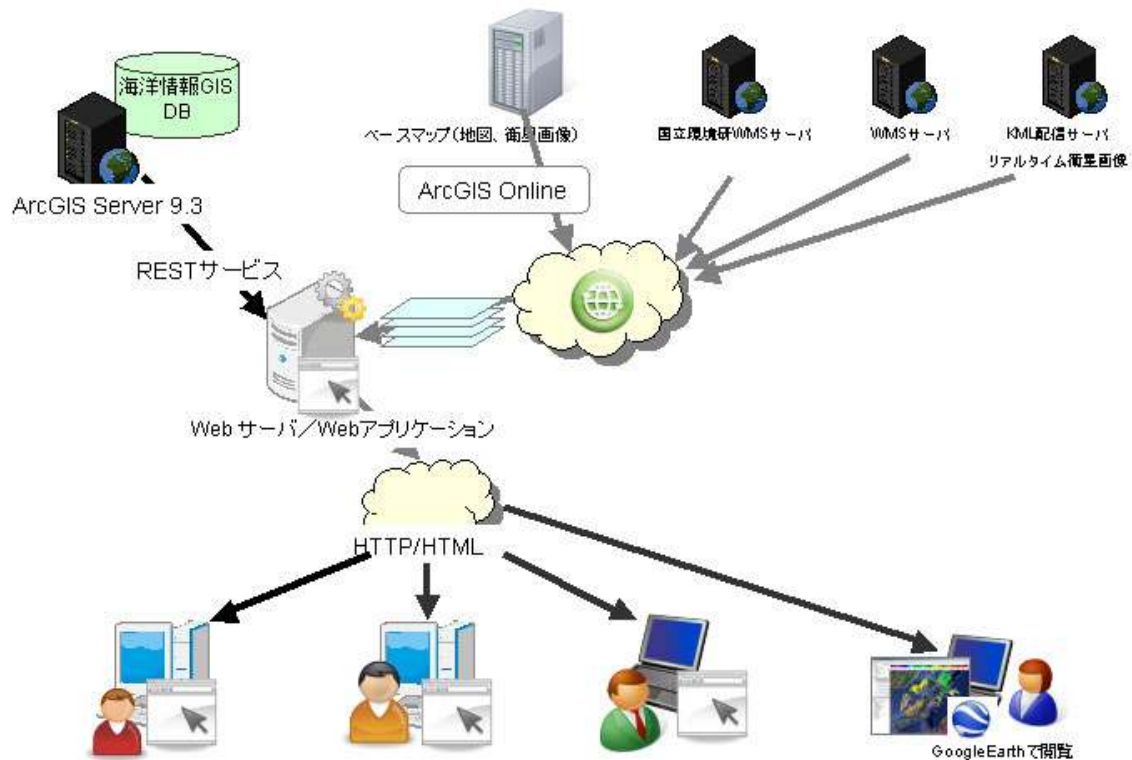 海洋情報GIS
DB
ArcGIS Server 9.3
ベースマップ(地図、衛星画像)
ArcGIS Online
国立環境研WMSサーバ
WMSサーバ
KML配信サーバ
リアルタイム衛星画像
RESTサービス
Web サーバ／Webアプリケーション
HTTP/HTML
GoogleEarthで閲覧